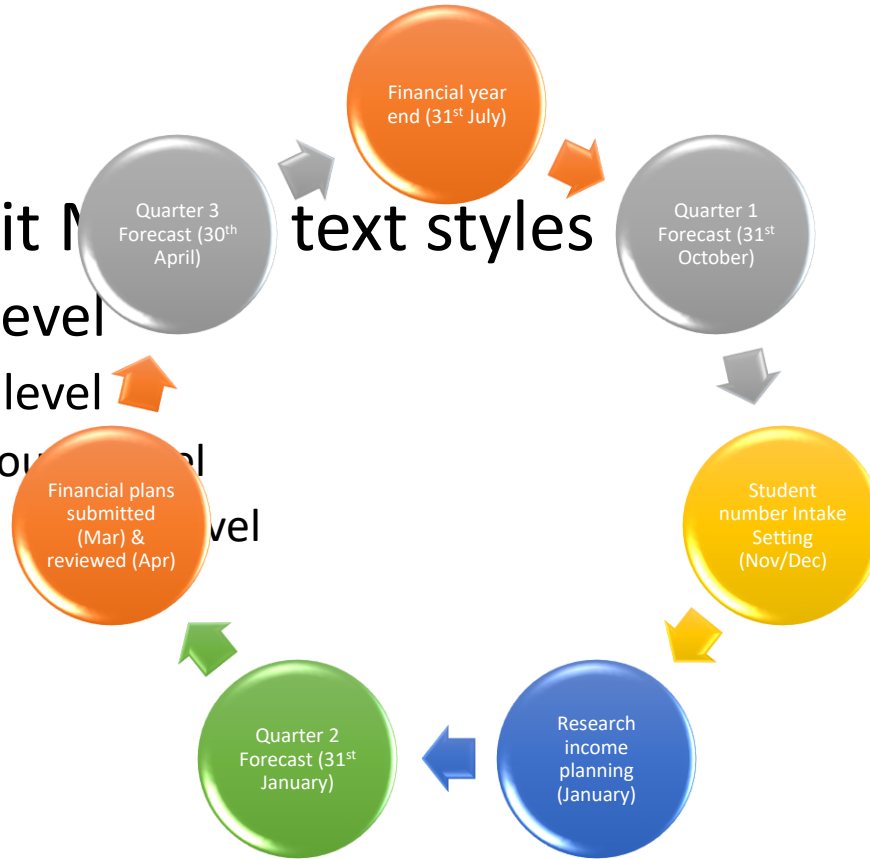 Financial year
end (31st July)
Quarter 1
Forecast (31st
October)
Student
number Intake
Setting
(Nov/Dec)
Research
income
planning
(January)
Quarter 2
Forecast (31st
January)
Financial plans
submitted
(Mar) &
reviewed (Apr)
Quarter 3
Forecast (30th
April)
it text styles
level